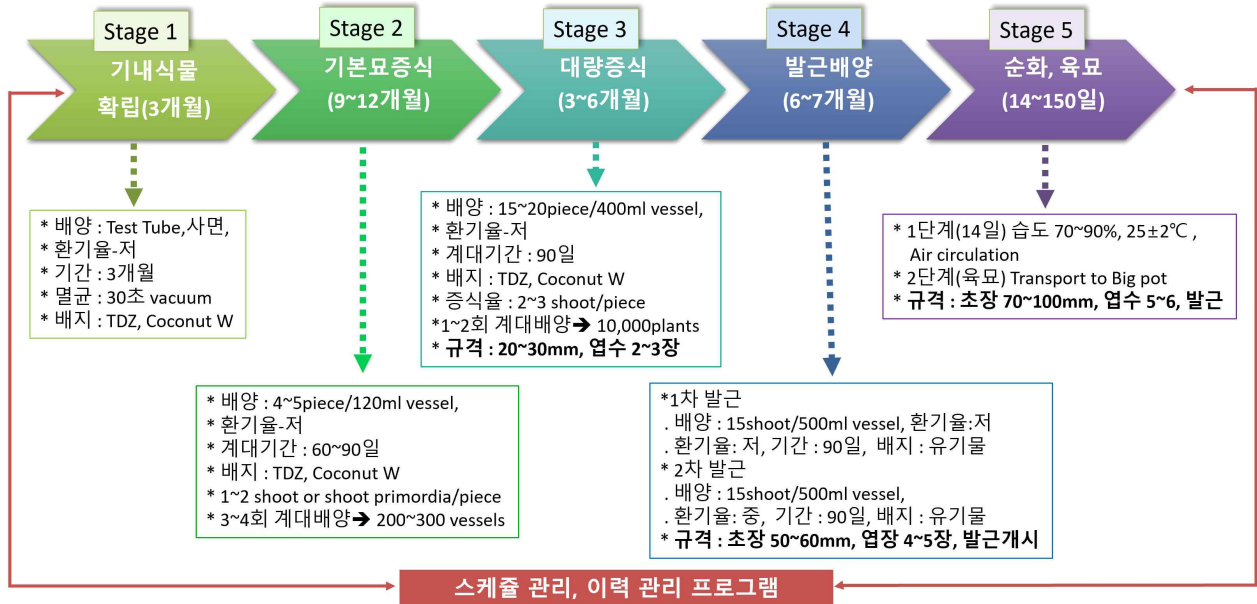 Stage 1
기내식물
확립(3개월)
* 배양 : Test Tube,사면,
* 환기율-저
* 기간 : 3개월
* 멸균 : 30초 vacuum
* 배지 : TDZ, Coconut W
Stage 2
기본묘증식
(9~12개월)
* 배양 : 4~5piece/120ml vessel,
* 환기율-저
* 계대기간 : 60~90일
* 배지 : TDZ, Coconut W
* 1~2 shoot or shoot primordia/piece
* 3~4회 계대배양➔ 200~300 vessels
Stage 3
대량증식
(3~6개월)
* 배양 : 15~20piece/400ml vessel,
* 환기율-저
* 계대기간 : 90일
* 배지 : TDZ, Coconut W
* 증식율 : 2~3 shoot/piece
*1~2회 계대배양➔ 10,000plants
* 규격 : 20~30mm, 엽수 2~3장
Stage 4
발근배양
(6~7개월)
*1차 발근
. 배양 : 15shoot/500ml vessel, 환기율:저
. 환기율: 저, 기간 : 90일, 배지 : 유기물
* 2차 발근
. 배양 : 15shoot/500ml vessel,
. 환기율: 중, 기간 : 90일, 배지 : 유기물
* 규격 : 초장 50~60mm, 엽장 4~5장, 발근개시
Stage 5
순화, 육묘
(14~150일)
* 1단계(14일) 습도 70~90%, 25±2℃ ,
Air circulation
* 2단계(육묘) Transport to Big pot
* 규격 : 초장 70~100mm, 엽수 5~6, 발근
스케쥴 관리, 이력 관리 프로그램